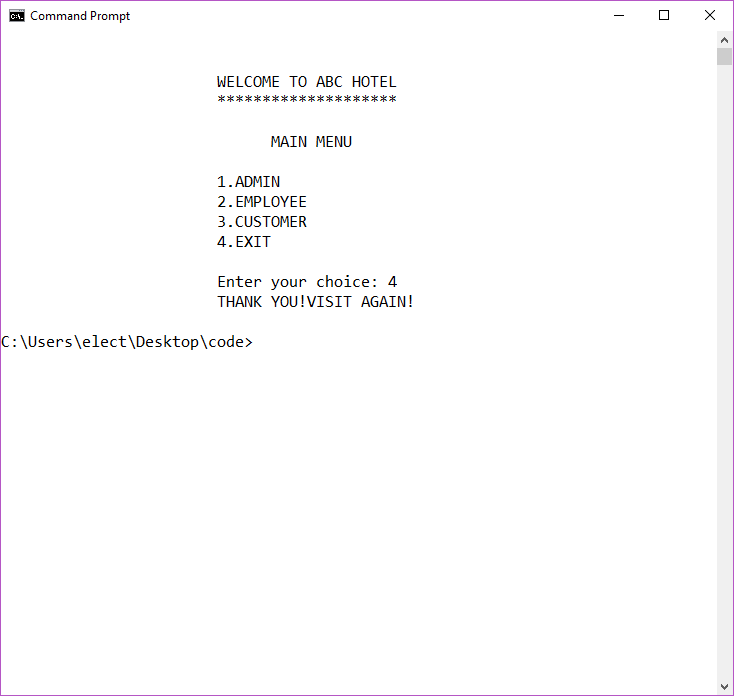 Command Prompt
WELCOME TO ABC HOTEL
********************
MAIN MENU
1.ADMIN
2.EMPLOYEE
3.CUSTOMER
4.EXIT
Enter your choice: 4
THANK YOU!VISIT AGAIN!
C:\Users\elect\Desktop\code>